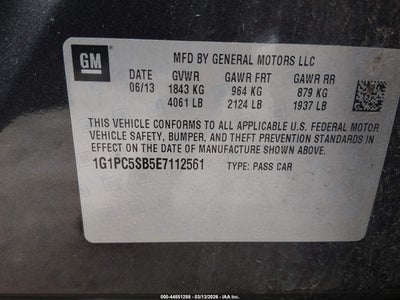 GM
MFD BY GENERAL MOTORS LLC
DATE GVWR GAWR FRT GAWR RR
06/13 1843 KG 964 KG 879 KG
4061 LB 2124 LB 1937 LB
THIS VEHICLE CONFORMS TO ALL APPLICABLE U.S. FEDERAL MOTOR
VEHICLE SAFETY, BUMPER, AND THEFT PREVENTION STANDARDS IN
EFFECT ON THE DATE OF MANUFACTURE SHOWN ABOVE.
1G1PC5SB5E7112561 TYPE: PASS CAR
000-44551288 - 03/13/2026 - IAA Inc.